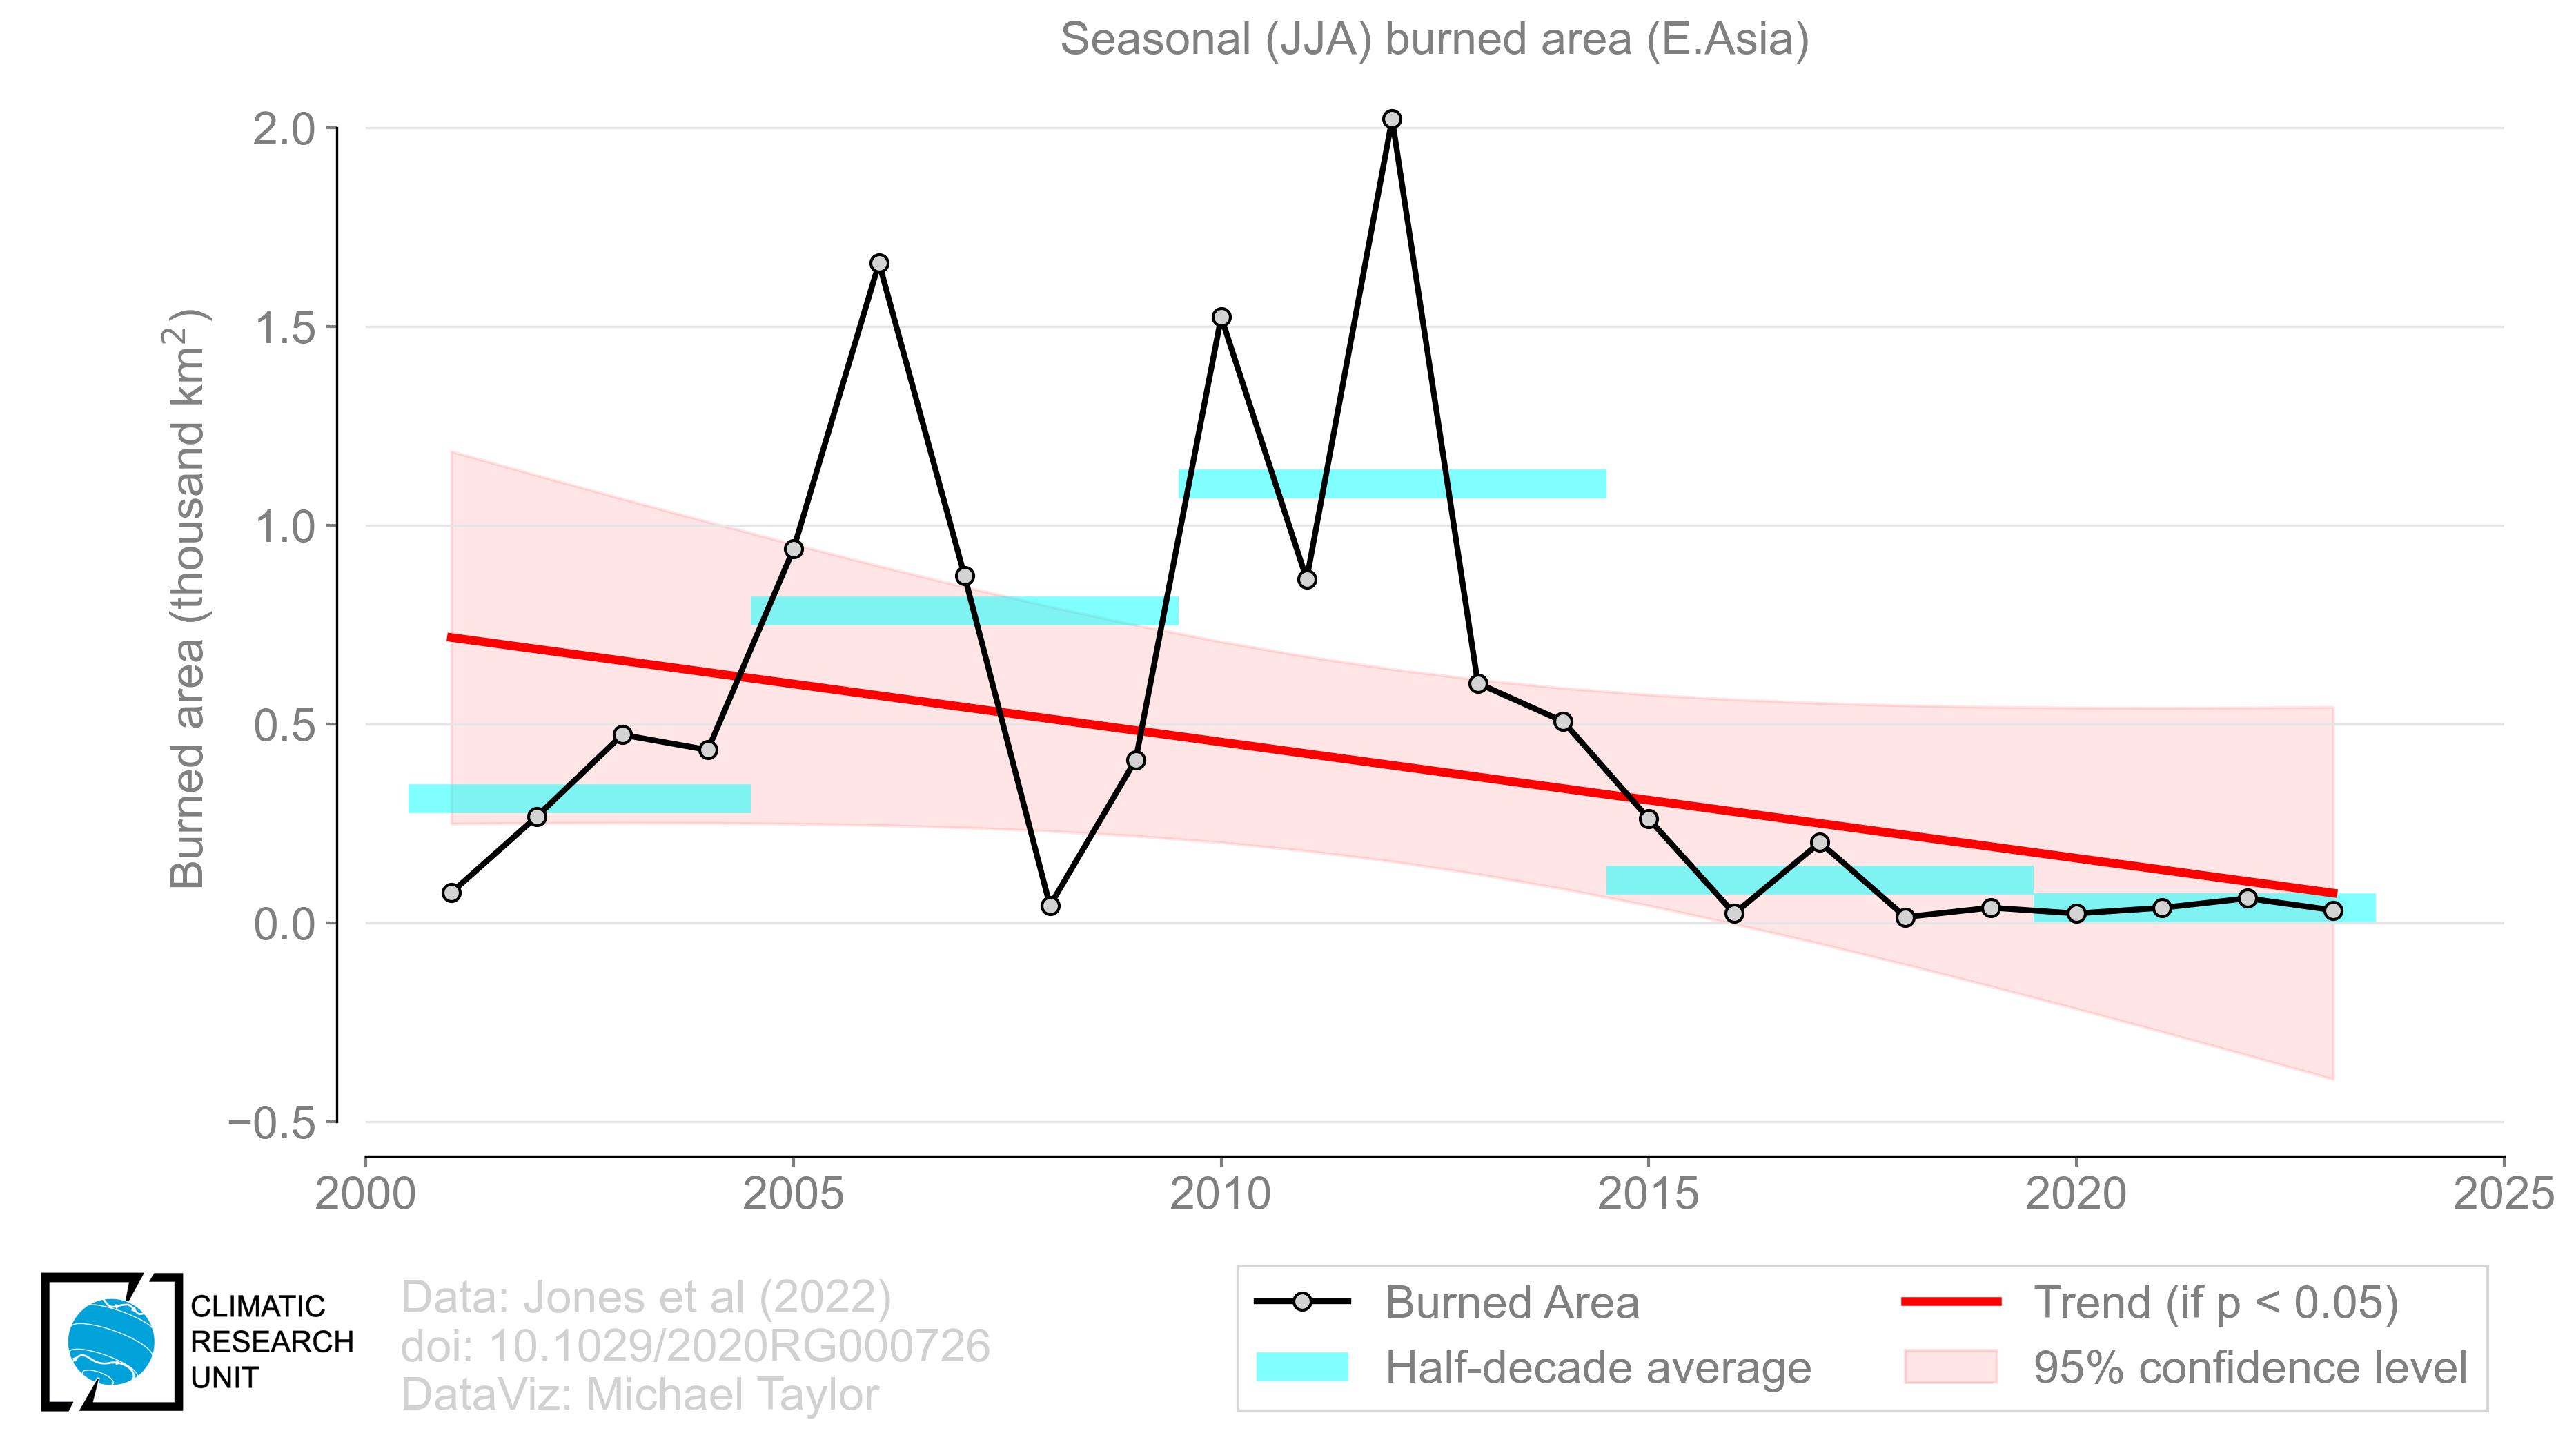 Seasonal (JJA) burned area (E.Asia)
Burned area (thousand km²)
2.0
1.5
1.0
0.5
0.0
−0.5
2000
2005
2010
2015
2020
2025
CLIMATIC
RESEARCH
UNIT
Data: Jones et al (2022)
doi: 10.1029/2020RG000726
DataViz: Michael Taylor
Burned Area
Half-decade average
Trend (if p < 0.05)
95% confidence level